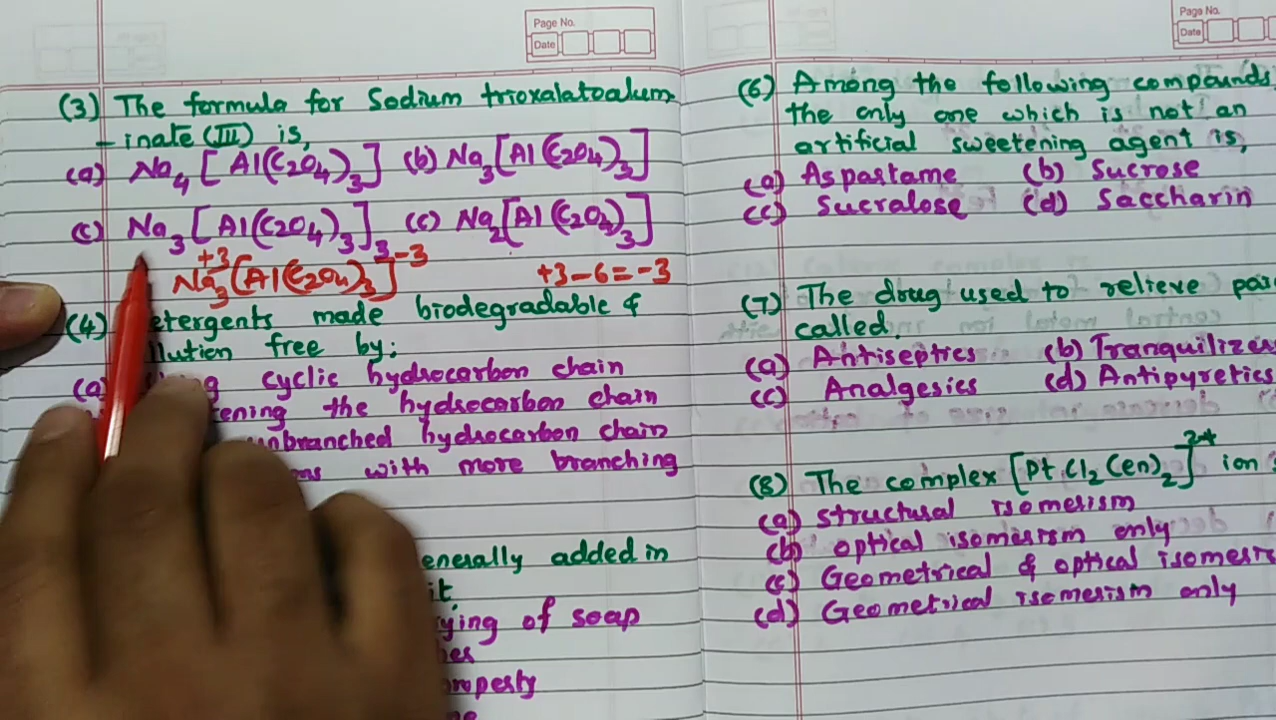 Page No.
Date
(3) The formula for Sodium trioxalatoalum
-inate (III) is,
(a) Na4 [Al(C2O4)3] (b) Na3[Al(C2O4)3]
(c) Na3[Al(C2O4)3]3 (c) Na2[Al(C2O4)3]
+3 -3
Na3[Al(C2O4)3] +3-6=-3
(4) etergents made biodegradable &
llution free by:
(a) cyclic hydrocarbon chain
tening the hydrocarbon chain
unbranched hydrocarbon chain
with more branching
enerally added in
it.
ying of soap
operty
Page No.
Date
(6) Among the following compounds,
the only one which is not an
artificial sweetening agent is,
(a) Aspartame (b) Sucrose
(c) Sucralose (d) Saccharin
(7) The drug used to relieve pai
called.
(a) Antiseptics (b) Tranquilizers
(c) Analgesics (d) Antipyretics
(8) The complex [Pt Cl2 (en)2]2+ ion
(a) structural isomerism
(b) optical isomerism only
(c) Geometrical & optical isomeri
(d) Geometrical isomerism only